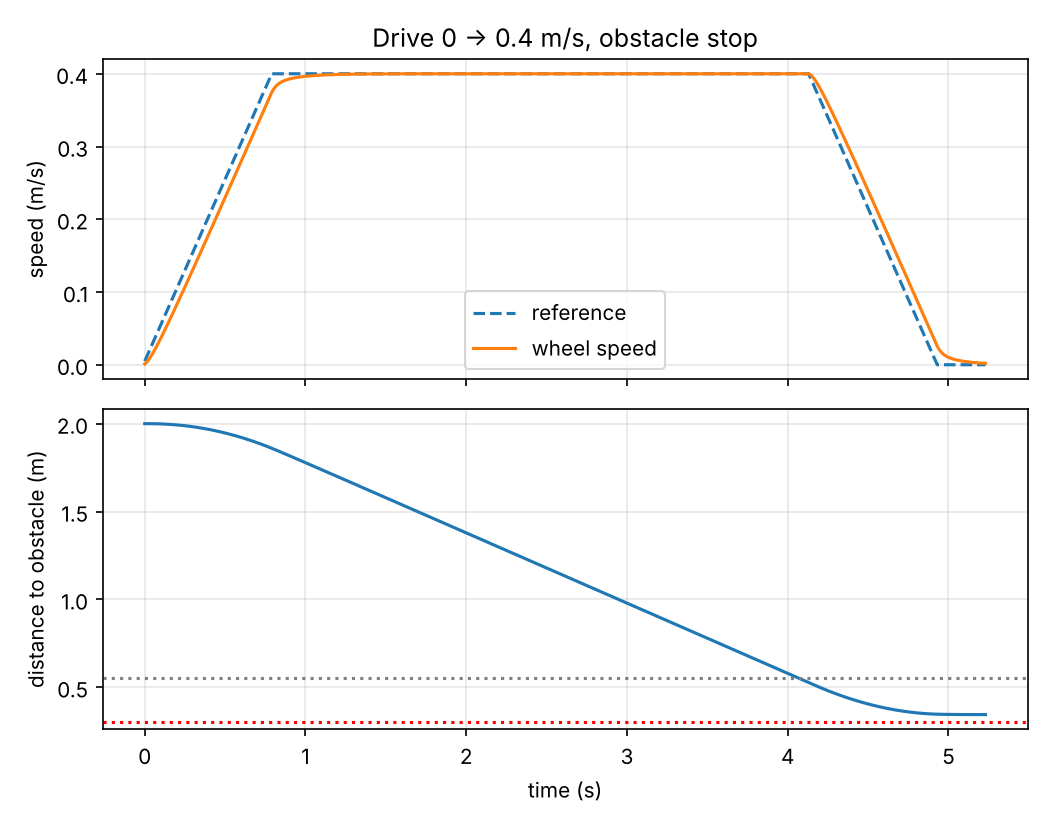 Drive 0 → 0.4 m/s, obstacle stop
0.4
0.3
0.2
0.1
0.0
speed (m/s)
reference
wheel speed
2.0
1.5
1.0
0.5
distance to obstacle (m)
0 1 2 3 4 5
time (s)